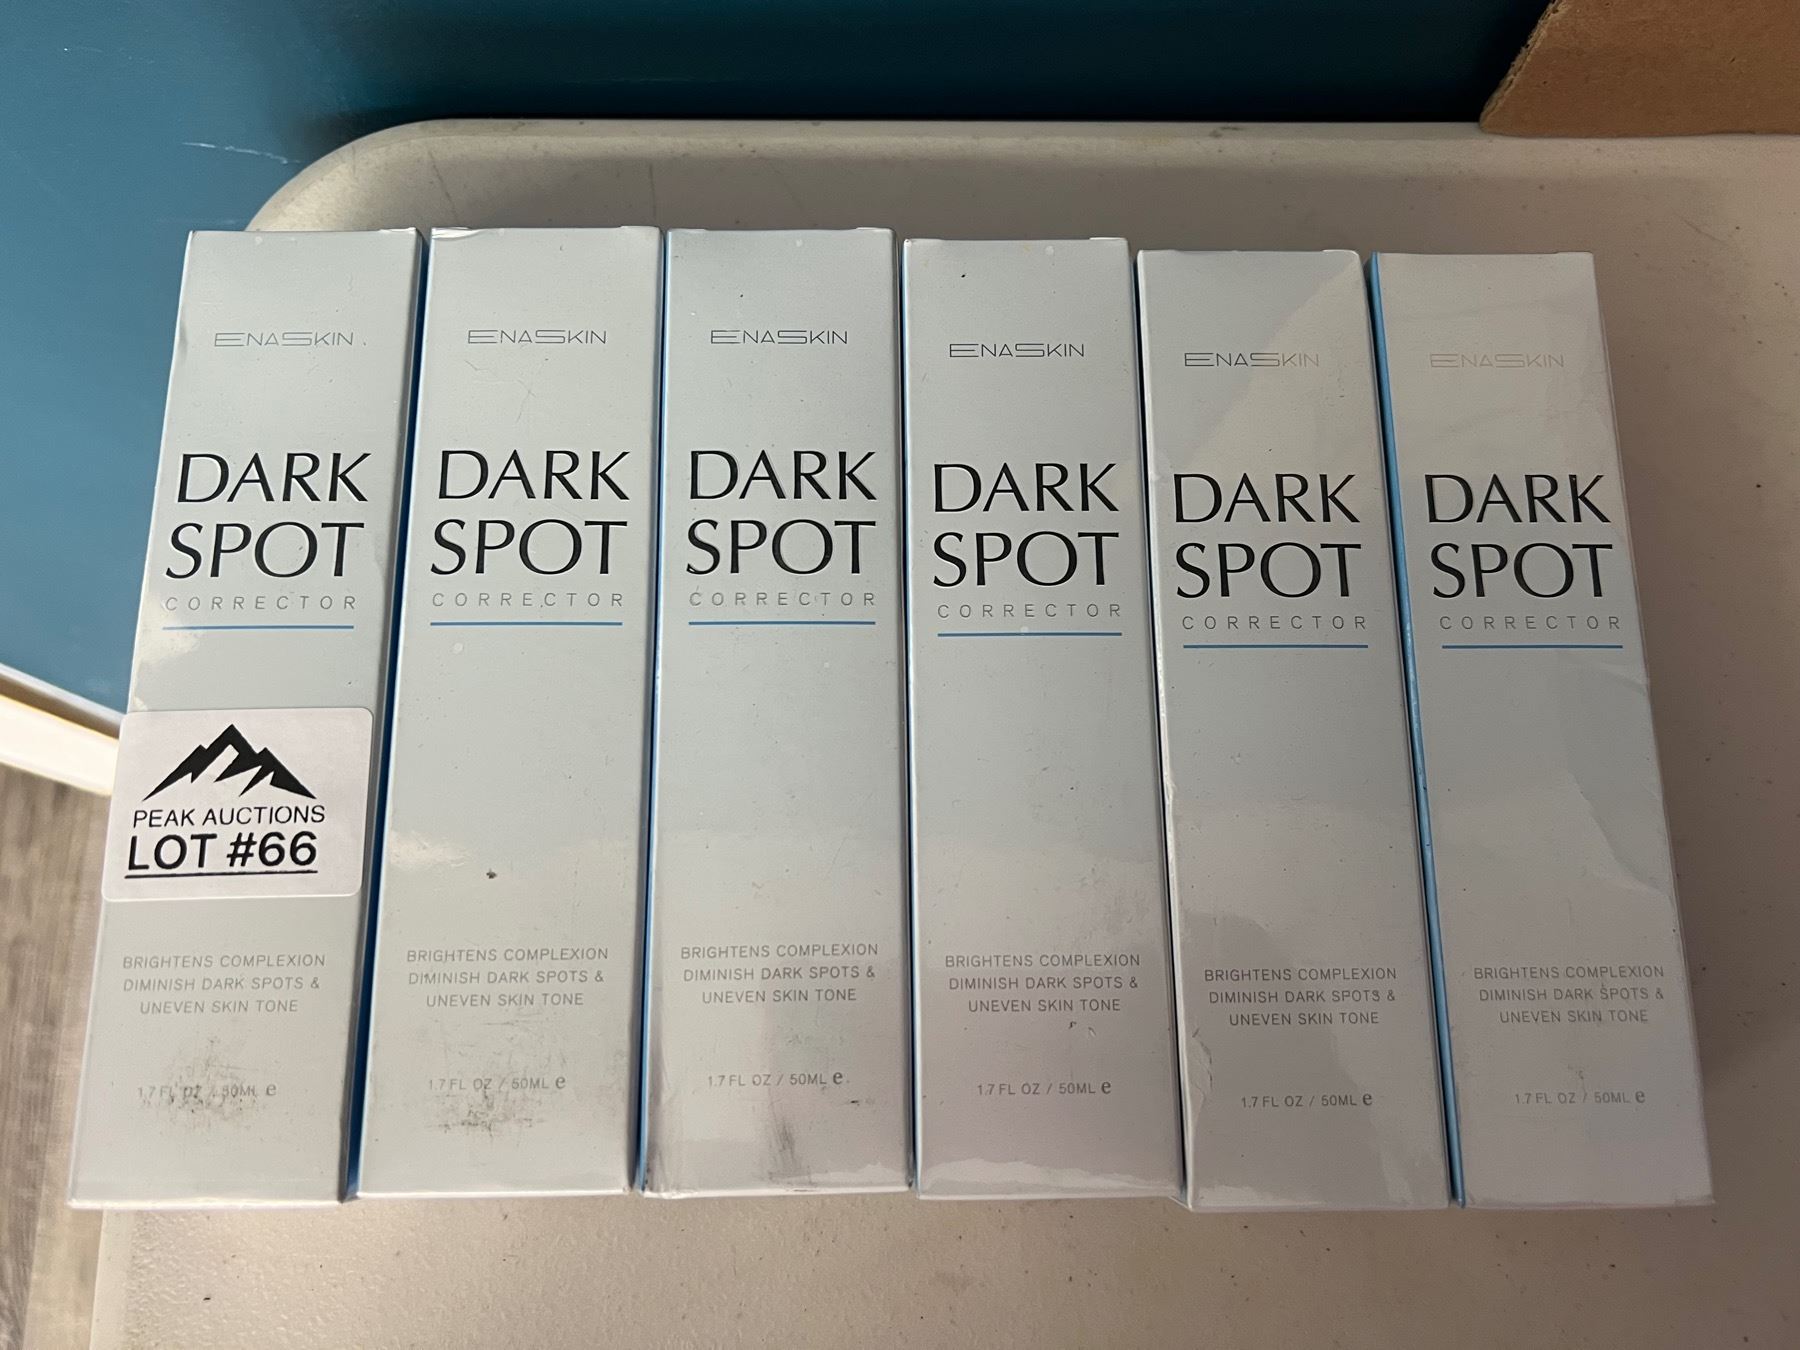 ENASKIN
DARK
SPOT
CORRECTOR
PEAK AUCTIONS
LOT #66
BRIGHTENS COMPLEXION
DIMINISH DARK SPOTS &
UNEVEN SKIN TONE
1.7 FL OZ / 50ML e
ENASKIN
DARK
SPOT
CORRECTOR
BRIGHTENS COMPLEXION
DIMINISH DARK SPOTS &
UNEVEN SKIN TONE
1.7 FL OZ / 50ML e
ENASKIN
DARK
SPOT
CORRECTOR
BRIGHTENS COMPLEXION
DIMINISH DARK SPOTS &
UNEVEN SKIN TONE
1.7 FL OZ / 50ML e
ENASKIN
DARK
SPOT
CORRECTOR
BRIGHTENS COMPLEXION
DIMINISH DARK SPOTS &
UNEVEN SKIN TONE
1.7 FL OZ / 50ML e
ENASKIN
DARK
SPOT
CORRECTOR
BRIGHTENS COMPLEXION
DIMINISH DARK SPOTS &
UNEVEN SKIN TONE
1.7 FL OZ / 50ML e
ENASKIN
DARK
SPOT
CORRECTOR
BRIGHTENS COMPLEXION
DIMINISH DARK SPOTS &
UNEVEN SKIN TONE
1.7 FL OZ / 50ML e